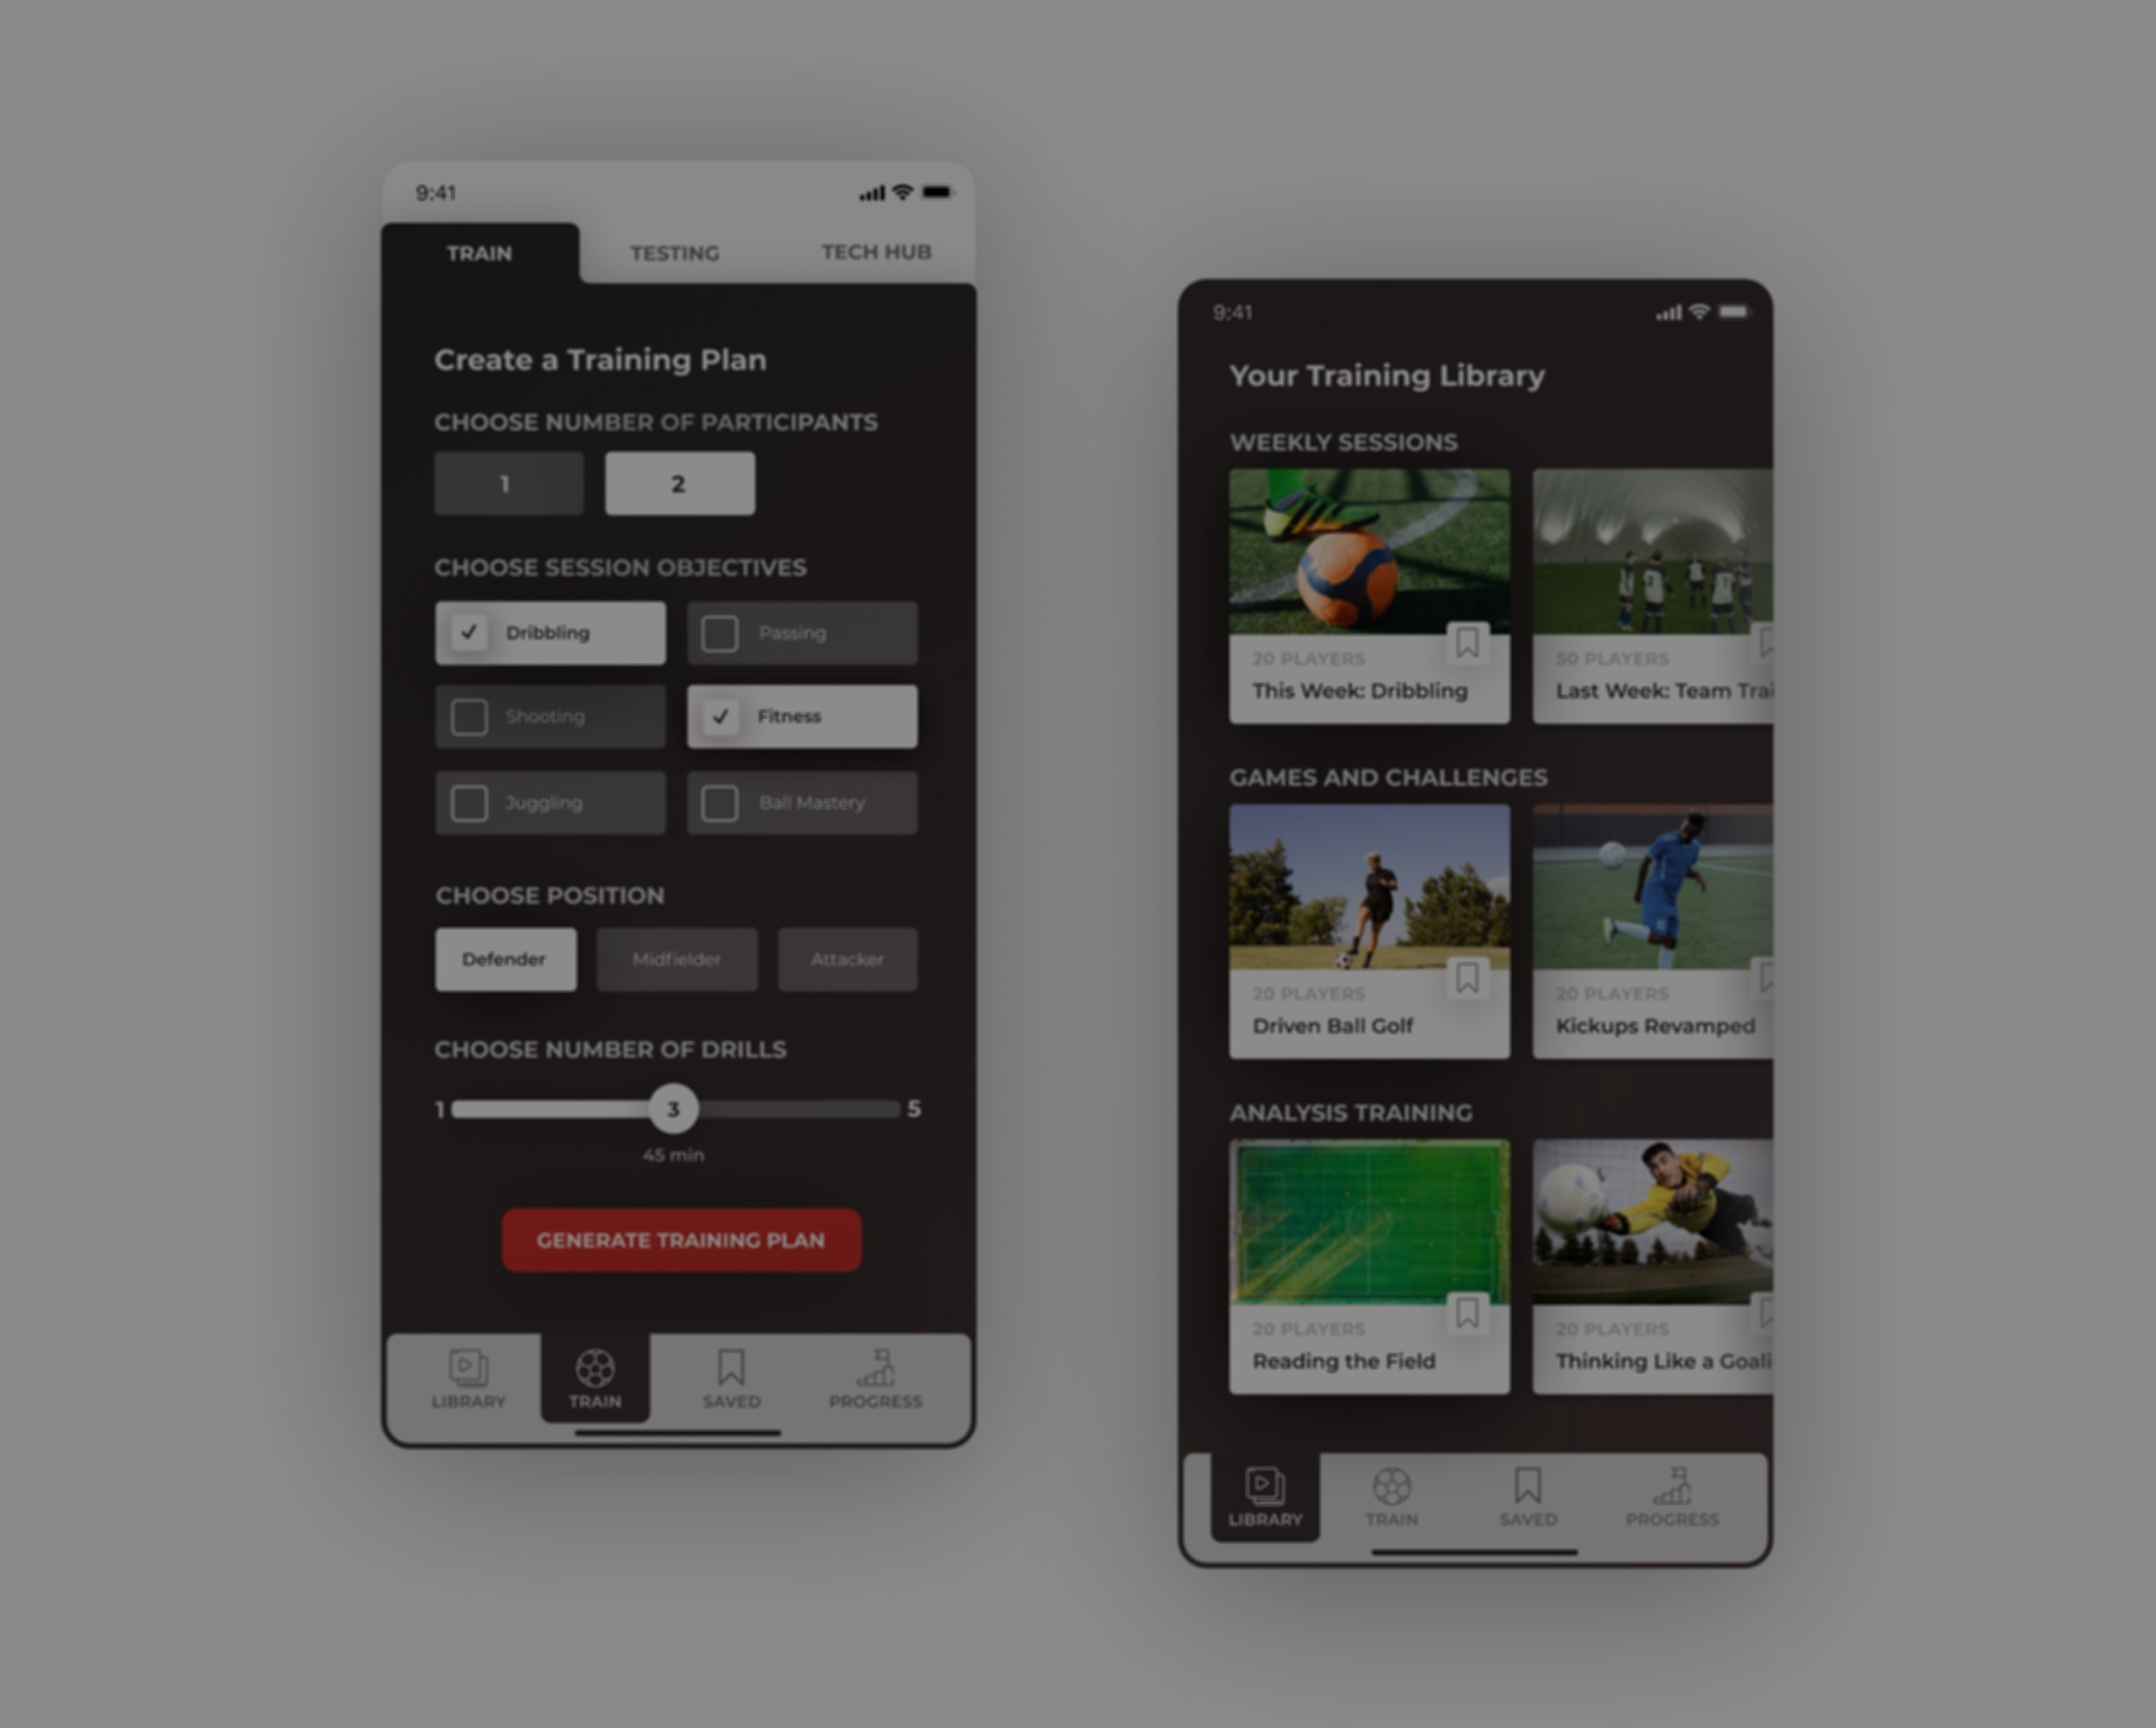 9:41
TRAIN TESTING TECH HUB
Create a Training Plan
CHOOSE NUMBER OF PARTICIPANTS
1 2
CHOOSE SESSION OBJECTIVES
Dribbling Passing
Shooting Fitness
Juggling Ball Mastery
CHOOSE POSITION
Defender Midfielder Attacker
CHOOSE NUMBER OF DRILLS
1 3 5
45 min
GENERATE TRAINING PLAN
LIBRARY TRAIN SAVED PROGRESS
9:41
Your Training Library
WEEKLY SESSIONS
20 PLAYERS 50 PLAYERS
This Week: Dribbling Last Week: Team Trai
GAMES AND CHALLENGES
20 PLAYERS 20 PLAYERS
Driven Ball Golf Kickups Revamped
ANALYSIS TRAINING
20 PLAYERS 20 PLAYERS
Reading the Field Thinking Like a Goali
LIBRARY TRAIN SAVED PROGRESS